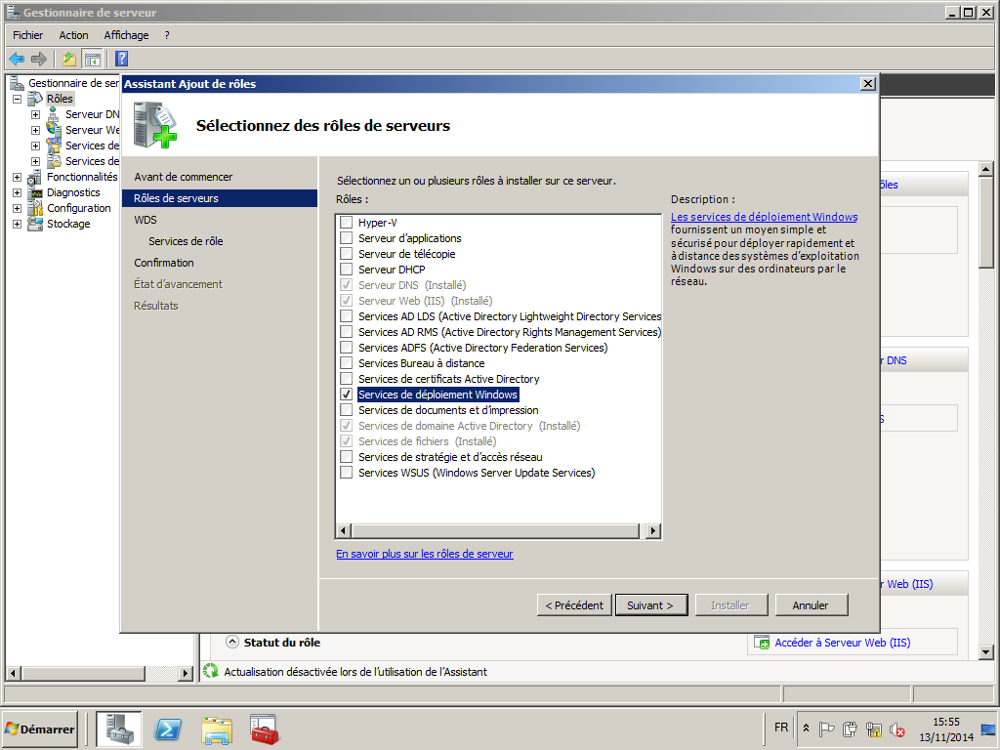 Gestionnaire de serveur
Fichier Action Affichage ?
Gestionnaire de ser
Rôles
Serveur DN
Serveur We
Services de
Services de
Fonctionnalités
Diagnostics
Configuration
Stockage
Assistant Ajout de rôles
Sélectionnez des rôles de serveurs
Avant de commencer
Rôles de serveurs
WDS
Services de rôle
Confirmation
État d'avancement
Résultats
Sélectionnez un ou plusieurs rôles à installer sur ce serveur.
Rôles :
Hyper-V
Serveur d'applications
Serveur de télécopie
Serveur DHCP
Serveur DNS (Installé)
Serveur Web (IIS) (Installé)
Services AD LDS (Active Directory Lightweight Directory Services
Services AD RMS (Active Directory Rights Management Services)
Services ADFS (Active Directory Federation Services)
Services Bureau à distance
Services de certificats Active Directory
Services de déploiement Windows
Services de documents et d'impression
Services de domaine Active Directory (Installé)
Services de fichiers (Installé)
Services de stratégie et d'accès réseau
Services WSUS (Windows Server Update Services)
En savoir plus sur les rôles de serveur
Description :
Les services de déploiement Windows
fournissent un moyen simple et
sécurisé pour déployer rapidement et
à distance des systèmes d'exploitation
Windows sur des ordinateurs par le
réseau.
< Précédent Suivant > Installer Annuler
ôles
r DNS
S
r Web (IIS)
Statut du rôle
Accéder à Serveur Web (IIS)
Actualisation désactivée lors de l'utilisation de l'Assistant
Démarrer
FR
15:55
13/11/2014